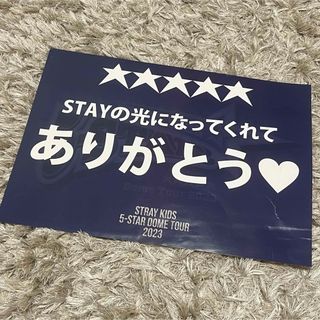 ★★★★★
STAYの光になってくれて
ありがとう♥
STRAY KIDS
5-STAR DOME TOUR
2023